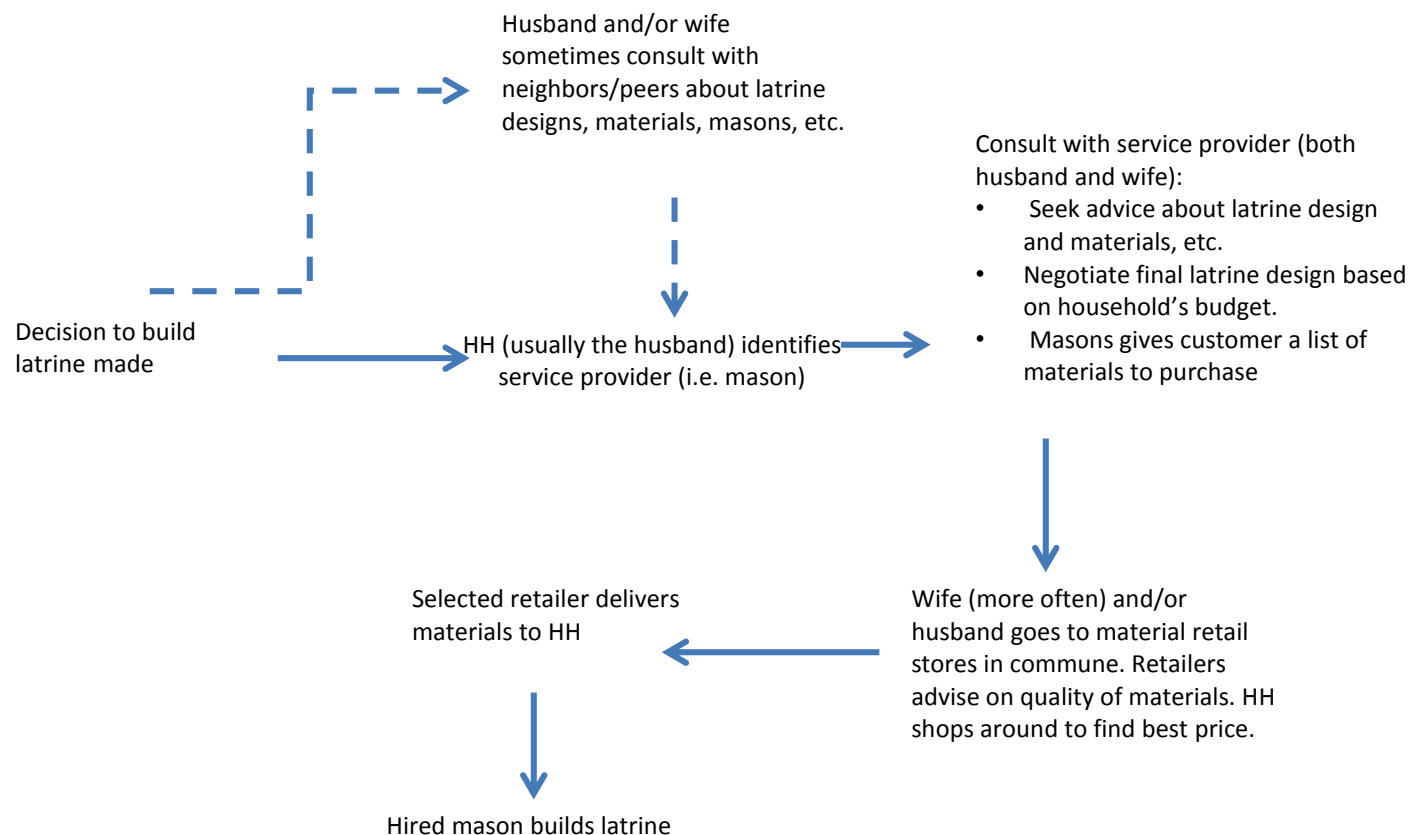 Husband and/or wife
sometimes consult with
neighbors/peers about latrine
designs, materials, masons, etc.
Consult with service provider (both
husband and wife):
• Seek advice about latrine design
and materials, etc.
• Negotiate final latrine design based
on household’s budget.
• Masons gives customer a list of
materials to purchase
Decision to build
latrine made
HH (usually the husband) identifies
service provider (i.e. mason)
Selected retailer delivers
materials to HH
Wife (more often) and/or
husband goes to material retail
stores in commune. Retailers
advise on quality of materials. HH
shops around to find best price.
Hired mason builds latrine